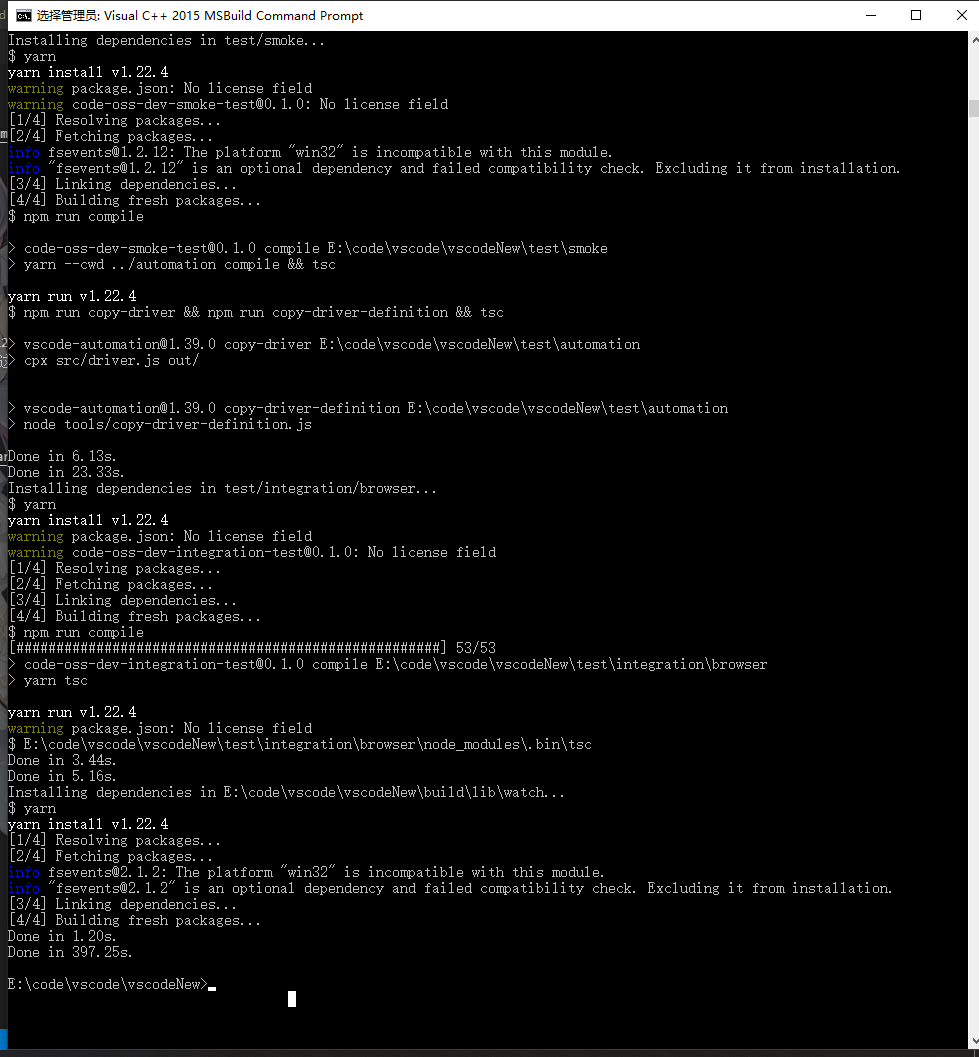 选择管理员: Visual C++ 2015 MSBuild Command Prompt
Installing dependencies in test/smoke...
$ yarn
yarn install v1.22.4
warning package.json: No license field
warning code-oss-dev-smoke-test@0.1.0: No license field
[1/4] Resolving packages...
[2/4] Fetching packages...
info fsevents@1.2.12: The platform "win32" is incompatible with this module.
info "fsevents@1.2.12" is an optional dependency and failed compatibility check. Excluding it from installation.
[3/4] Linking dependencies...
[4/4] Building fresh packages...
$ npm run compile
> code-oss-dev-smoke-test@0.1.0 compile E:\code\vscode\vscodeNew\test\smoke
> yarn --cwd ../automation compile && tsc
yarn run v1.22.4
$ npm run copy-driver && npm run copy-driver-definition && tsc
> vscode-automation@1.39.0 copy-driver E:\code\vscode\vscodeNew\test\automation
> cpx src/driver.js out/
> vscode-automation@1.39.0 copy-driver-definition E:\code\vscode\vscodeNew\test\automation
> node tools/copy-driver-definition.js
Done in 6.13s.
Done in 23.33s.
Installing dependencies in test/integration/browser...
$ yarn
yarn install v1.22.4
warning package.json: No license field
warning code-oss-dev-integration-test@0.1.0: No license field
[1/4] Resolving packages...
[2/4] Fetching packages...
[3/4] Linking dependencies...
[4/4] Building fresh packages...
$ npm run compile
[#####################################################] 53/53
> code-oss-dev-integration-test@0.1.0 compile E:\code\vscode\vscodeNew\test\integration\browser
> yarn tsc
yarn run v1.22.4
warning package.json: No license field
$ E:\code\vscode\vscodeNew\test\integration\browser\node_modules\.bin\tsc
Done in 3.44s.
Done in 5.16s.
Installing dependencies in E:\code\vscode\vscodeNew\build\lib\watch...
$ yarn
yarn install v1.22.4
[1/4] Resolving packages...
[2/4] Fetching packages...
info fsevents@2.1.2: The platform "win32" is incompatible with this module.
info "fsevents@2.1.2" is an optional dependency and failed compatibility check. Excluding it from installation.
[3/4] Linking dependencies...
[4/4] Building fresh packages...
Done in 1.20s.
Done in 397.25s.
E:\code\vscode\vscodeNew>